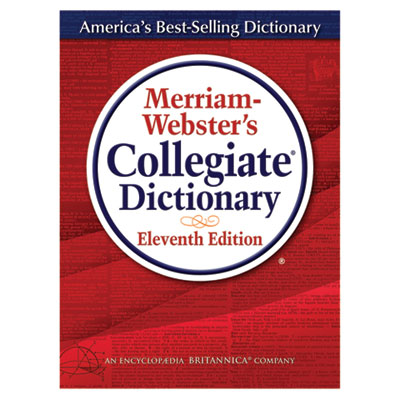 America's Best-Selling Dictionary
Merriam-
Webster's
Collegiate®
Dictionary
&
Eleventh Edition
®
AN ENCYCLOPÆDIA BRITANNICA® COMPANY